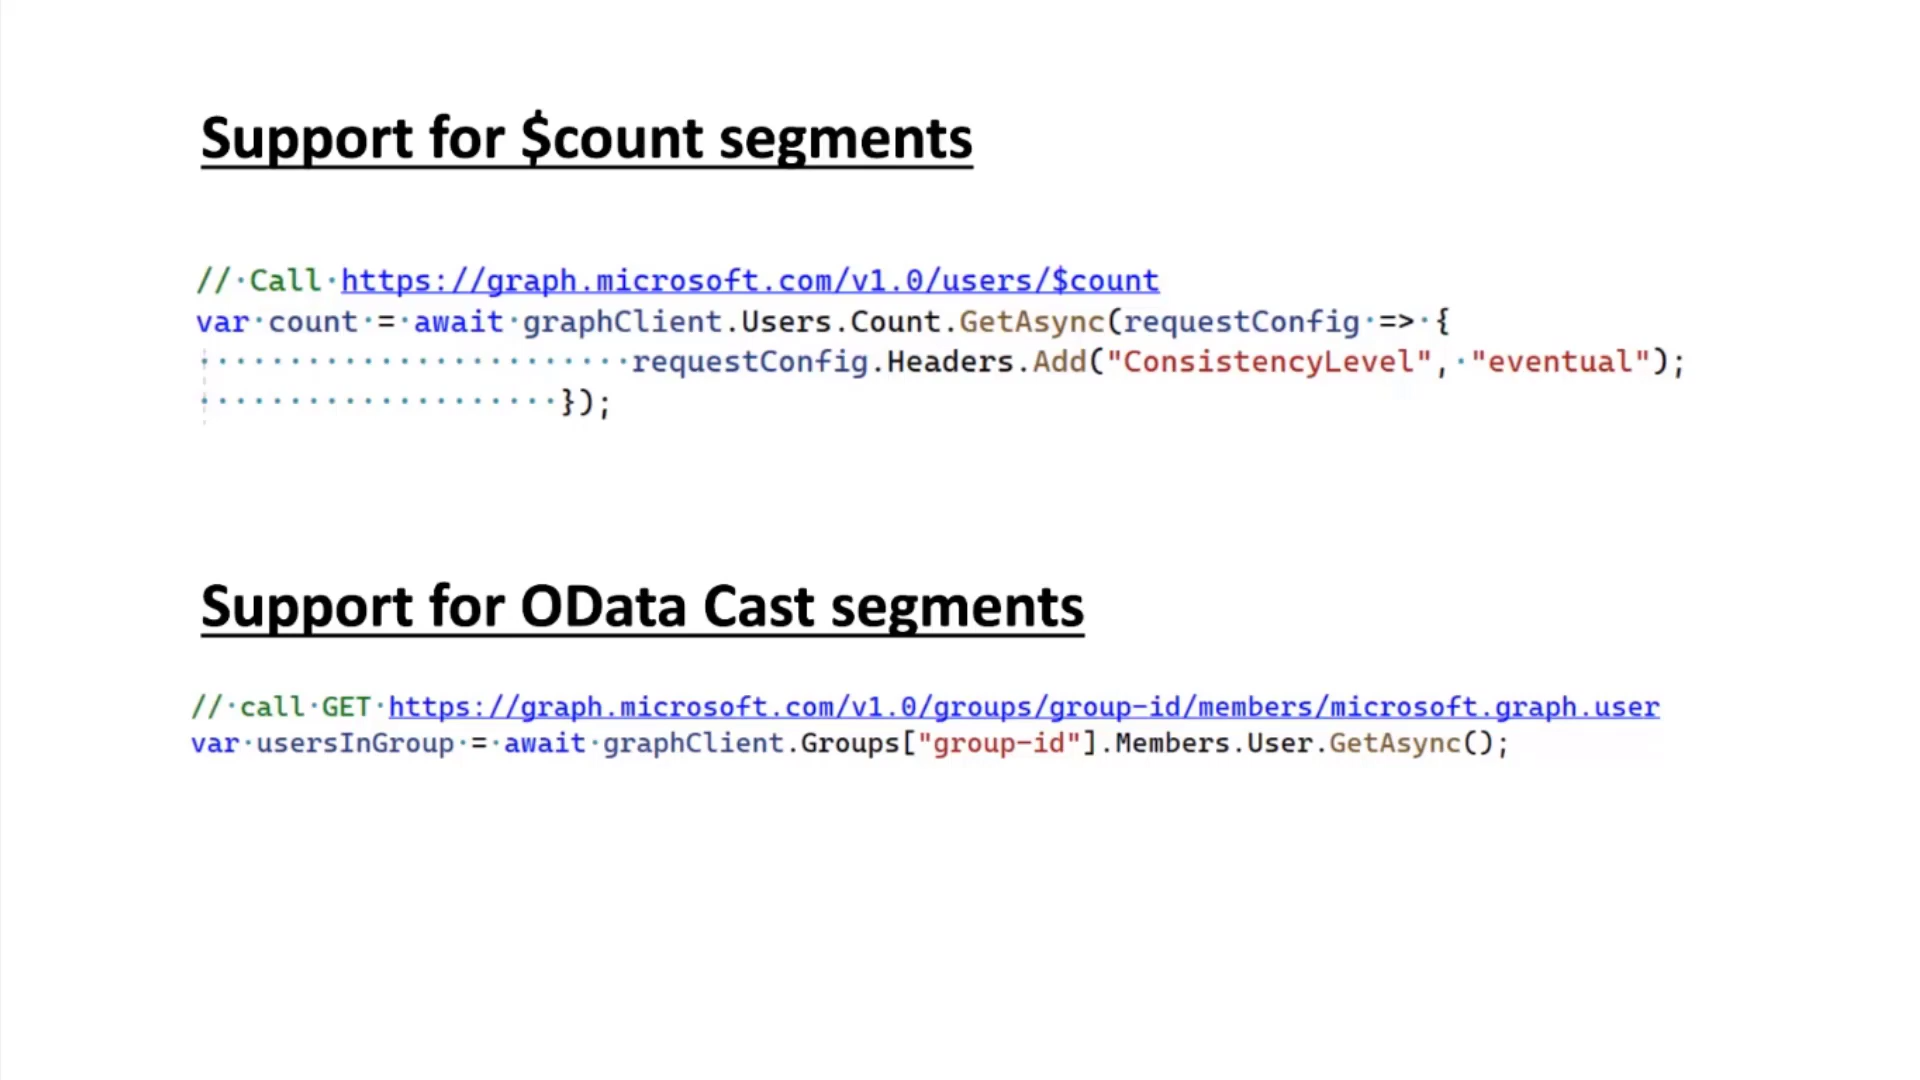 Support for $count segments
// Call https://graph.microsoft.com/v1.0/users/$count
var count = await graphClient.Users.Count.GetAsync(requestConfig => {
requestConfig.Headers.Add("ConsistencyLevel", "eventual");
});
Support for OData Cast segments
// call GET https://graph.microsoft.com/v1.0/groups/group-id/members/microsoft.graph.user
var usersInGroup = await graphClient.Groups["group-id"].Members.User.GetAsync();